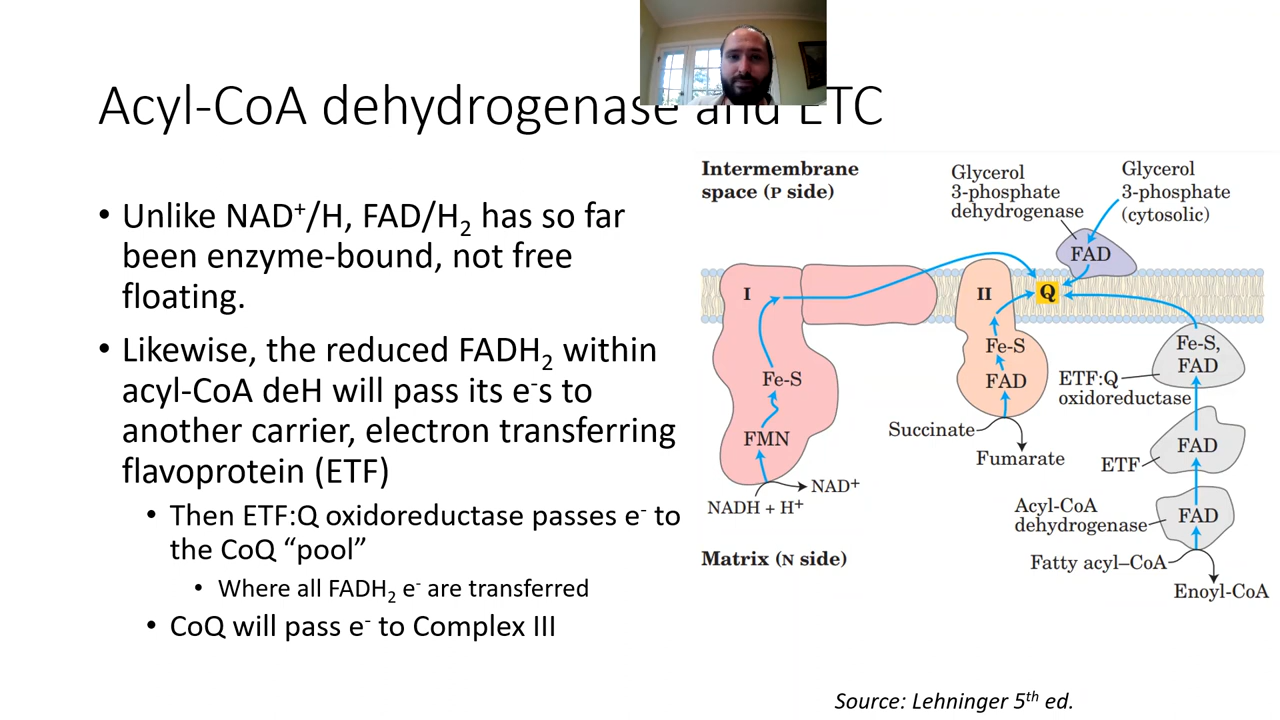 Acyl-CoA dehydrogenase and ETC
• Unlike NAD⁺/H, FAD/H₂ has so far
been enzyme-bound, not free
floating.
• Likewise, the reduced FADH₂ within
acyl-CoA deH will pass its e⁻s to
another carrier, electron transferring
flavoprotein (ETF)
• Then ETF:Q oxidoreductase passes e⁻ to
the CoQ “pool”
• Where all FADH₂ e⁻ are transferred
• CoQ will pass e⁻ to Complex III
Intermembrane
space (P side)
Glycerol
3-phosphate
dehydrogenase
Glycerol
3-phosphate
(cytosolic)
FAD
I
II
Q
Fe-S
FMN
NADH + H⁺
NAD⁺
Fe-S
FAD
Succinate
Fumarate
Fe-S,
FAD
ETF:Q
oxidoreductase
FAD
ETF
Acyl-CoA
dehydrogenase
FAD
Fatty acyl–CoA
Enoyl-CoA
Matrix (N side)
Source: Lehninger 5ᵗʰ ed.